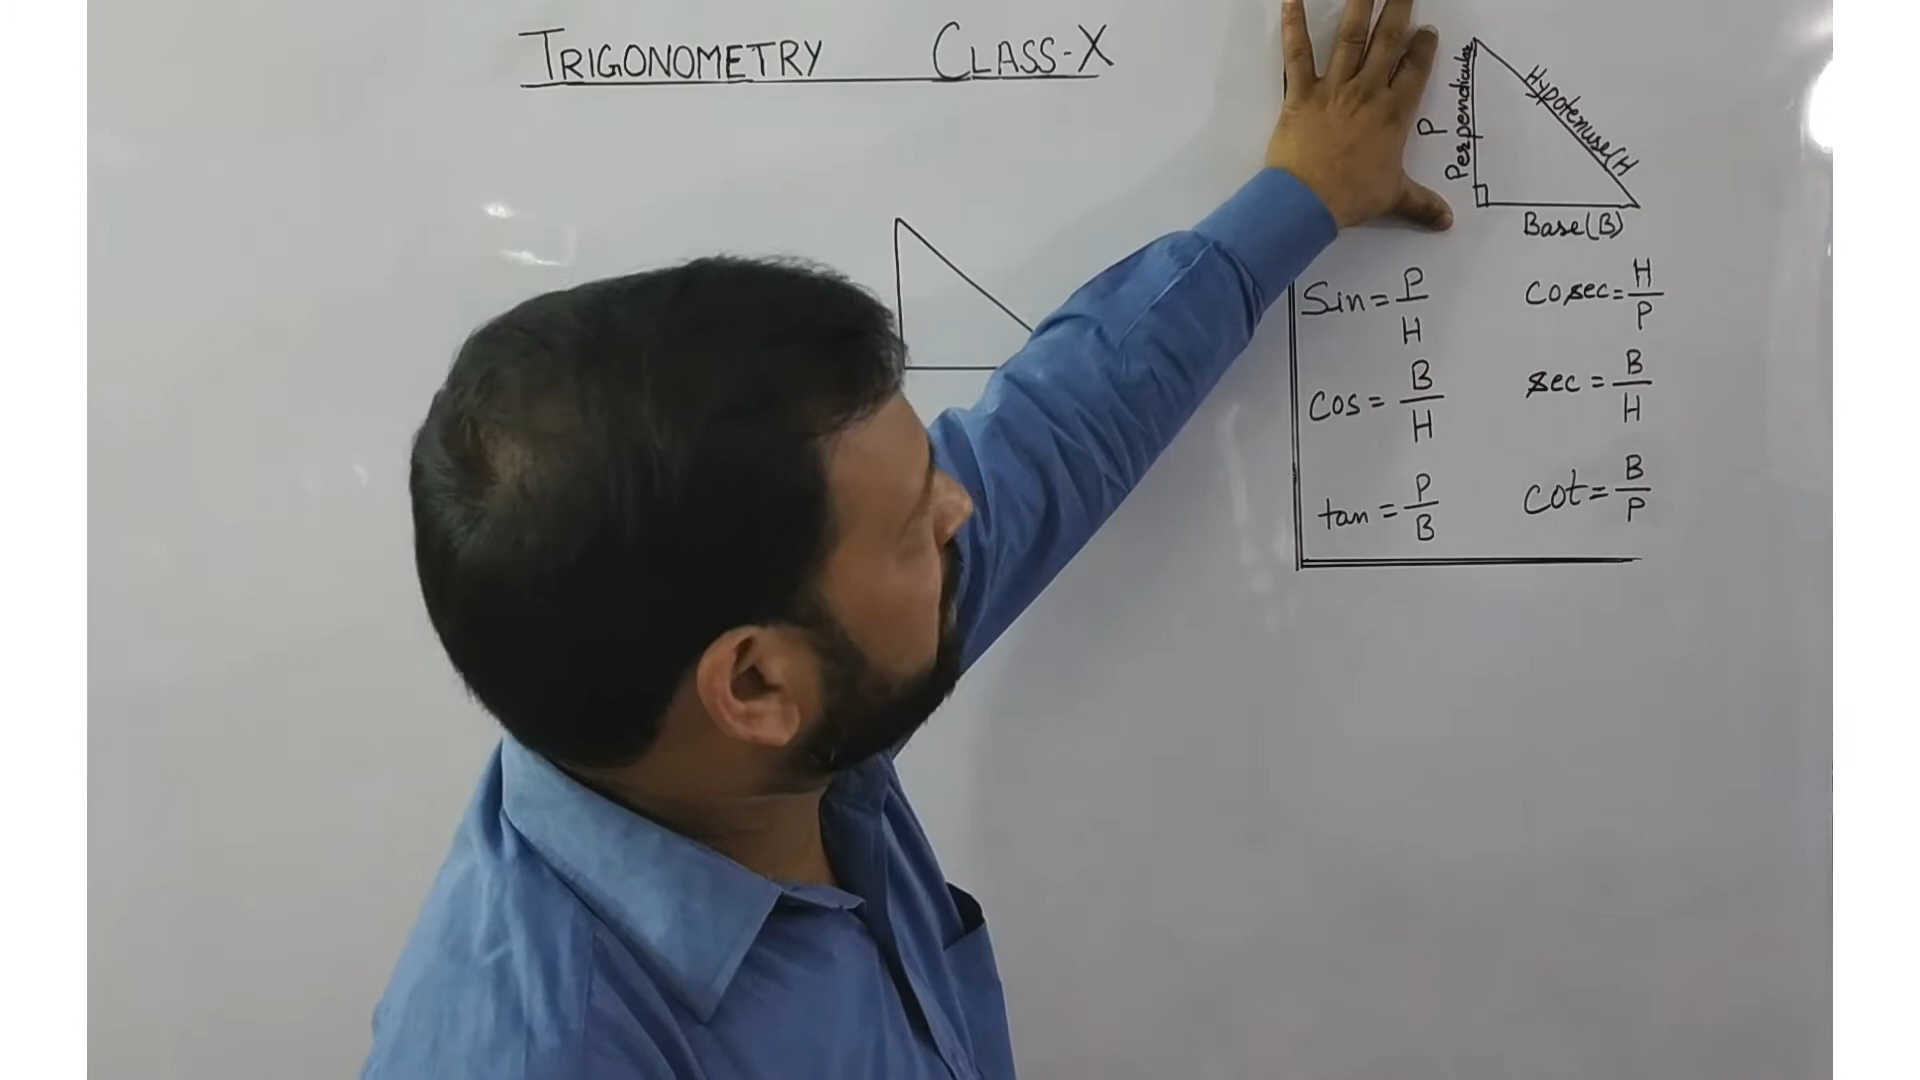 TRIGONOMETRY CLASS-X
P
Perpendicular
Hypotenuse(H
Base(B)
Sin = P/H
cosec = H/P
cos = B/H
sec = B/H
tan = P/B
cot = B/P